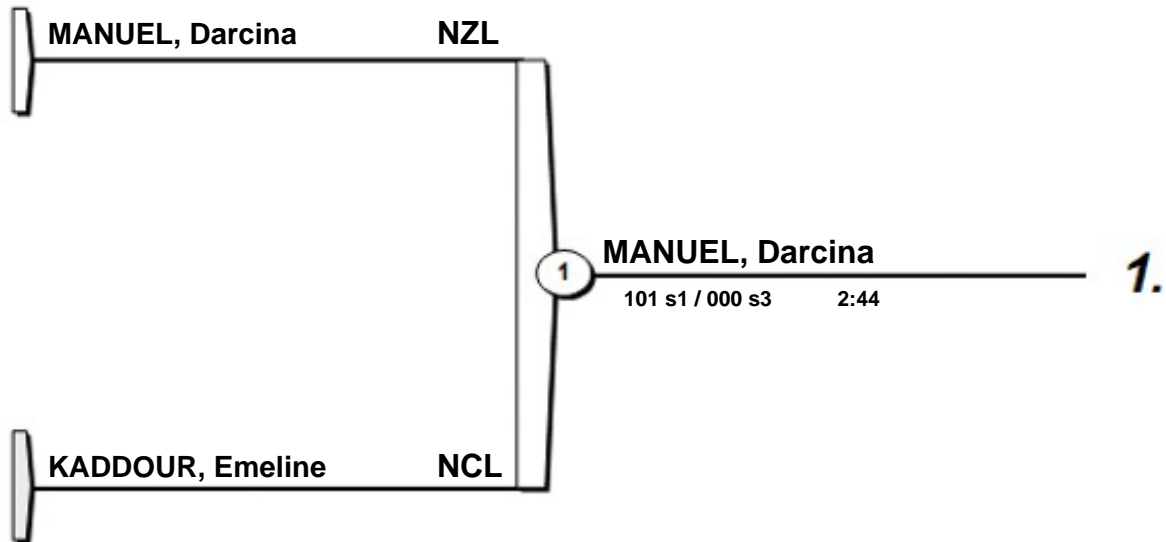 MANUEL, Darcina NZL
1
MANUEL, Darcina
1.
101 s1 / 000 s3 2:44
KADDOUR, Emeline NCL